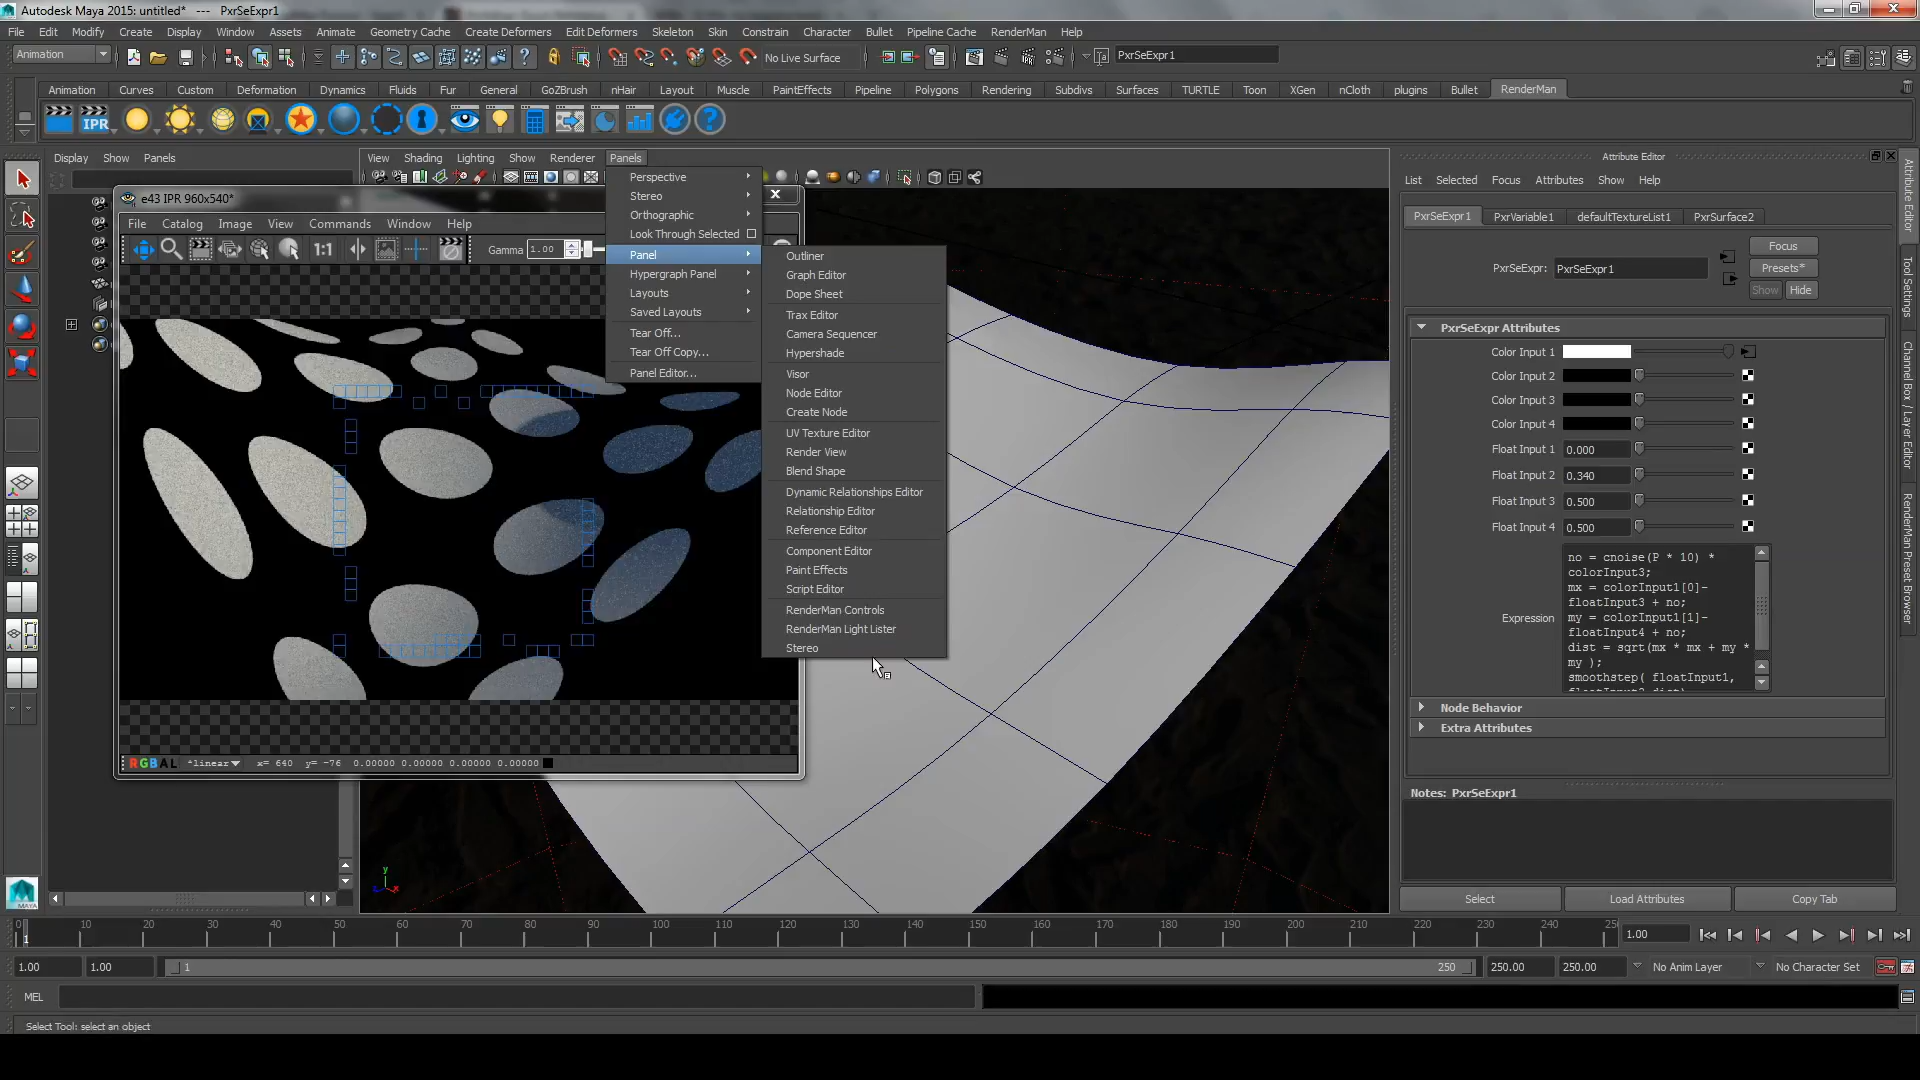 Autodesk Maya 2015: untitled* --- PxrSeExpr1
File Edit Modify Create Display Window Assets Animate Geometry Cache Create Deformers Edit Deformers Skeleton Skin Constrain Character Bullet Pipeline Cache RenderMan Help
Animation No Live Surface PxrSeExpr1
Animation Curves Custom Deformation Dynamics Fluids Fur General GoZBrush nHair Layout Muscle PaintEffects Pipeline Polygons Rendering Subdivs Surfaces TURTLE Toon XGen nCloth plugins Bullet RenderMan
IPR
Display Show Panels
View Shading Lighting Show Renderer Panels
Perspective
Stereo
Orthographic
Look Through Selected
Panel
Hypergraph Panel
Layouts
Saved Layouts
Tear Off...
Tear Off Copy...
Panel Editor...
Outliner
Graph Editor
Dope Sheet
Trax Editor
Camera Sequencer
Hypershade
Visor
Node Editor
Create Node
UV Texture Editor
Render View
Blend Shape
Dynamic Relationships Editor
Relationship Editor
Reference Editor
Component Editor
Paint Effects
Script Editor
RenderMan Controls
RenderMan Light Lister
Stereo
e43 IPR 960x540*
File Catalog Image View Commands Window Help
1:1 Gamma 1.00
RGBAL *linear x= 640 y= -76 0.00000 0.00000 0.00000 0.00000
y
Attribute Editor
List Selected Focus Attributes Show Help
PxrSeExpr1 PxrVariable1 defaultTextureList1 PxrSurface2
PxrSeExpr: PxrSeExpr1
Focus
Presets*
Show Hide
PxrSeExpr Attributes
Color Input 1
Color Input 2
Color Input 3
Color Input 4
Float Input 1 0.000
Float Input 2 0.340
Float Input 3 0.500
Float Input 4 0.500
Expression
no = cnoise(P * 10) *
colorInput3;
mx = colorInput1[0]-
floatInput3 + no;
my = colorInput1[1]-
floatInput4 + no;
dist = sqrt(mx * mx + my *
my );
smoothstep( floatInput1,
Node Behavior
Extra Attributes
Notes: PxrSeExpr1
Select Load Attributes Copy Tab
Attribute Editor
Tool Settings
Channel Box / Layer Editor
RenderMan Preset Browser
MAYA
0 10 20 30 40 50 60 70 80 90 100 110 120 130 140 150 160 170 180 190 200 210 220 230 240 25
1
1.00
1.00 1.00 1 250 250.00 250.00 No Anim Layer No Character Set
MEL
Select Tool: select an object